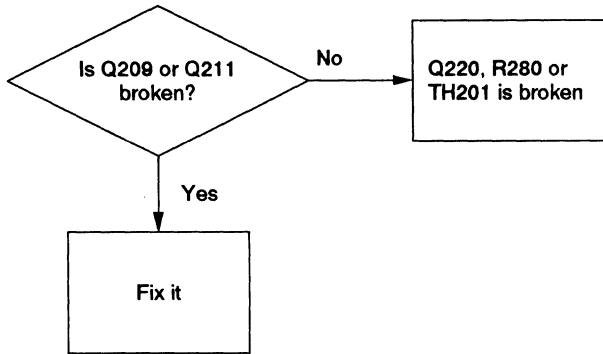 Is Q209 or Q211
broken?
No
Q220, R280 or
TH201 is broken
Yes
Fix it